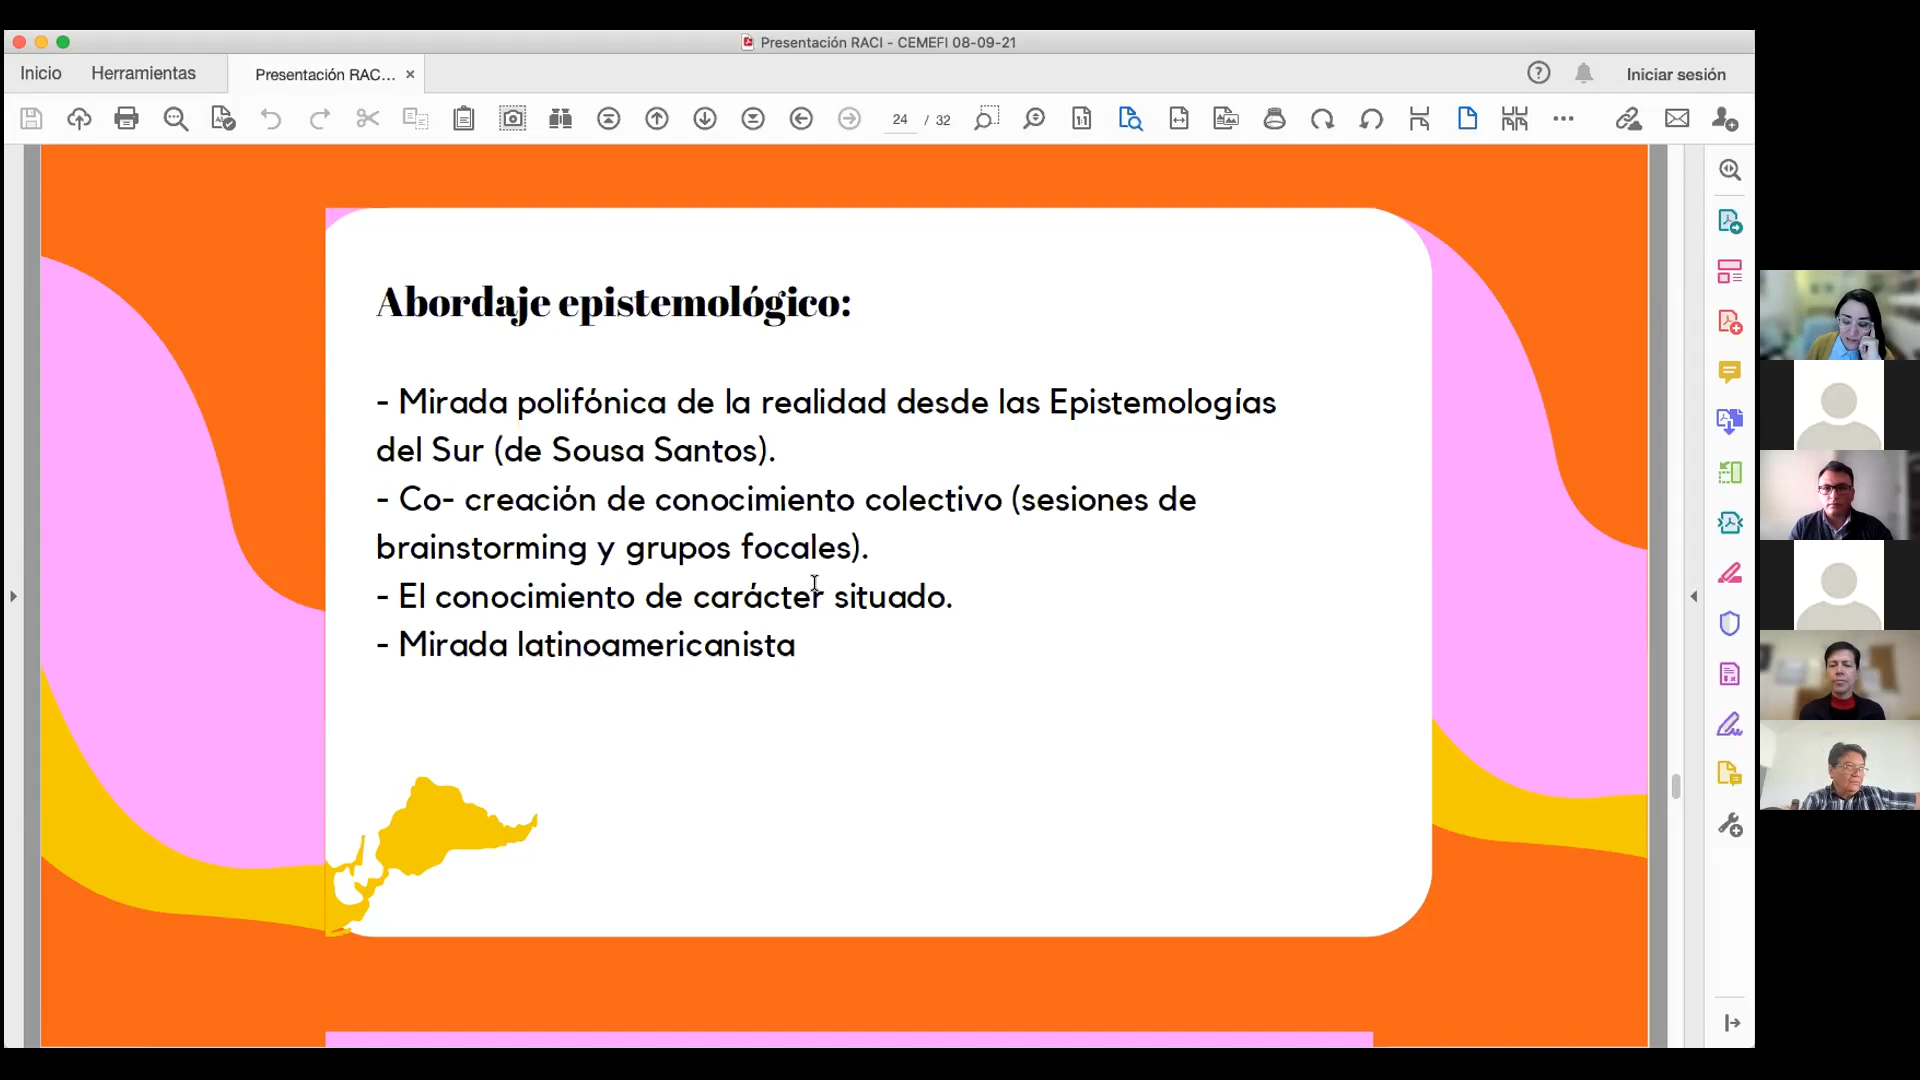 Presentación RACI - CEMEFI 08-09-21
Inicio Herramientas Presentación RAC... × Iniciar sesión
24 / 32
Abordaje epistemológico:
- Mirada polifónica de la realidad desde las Epistemologías
del Sur (de Sousa Santos).
- Co- creación de conocimiento colectivo (sesiones de
brainstorming y grupos focales).
- El conocimiento de carácter situado.
- Mirada latinoamericanista